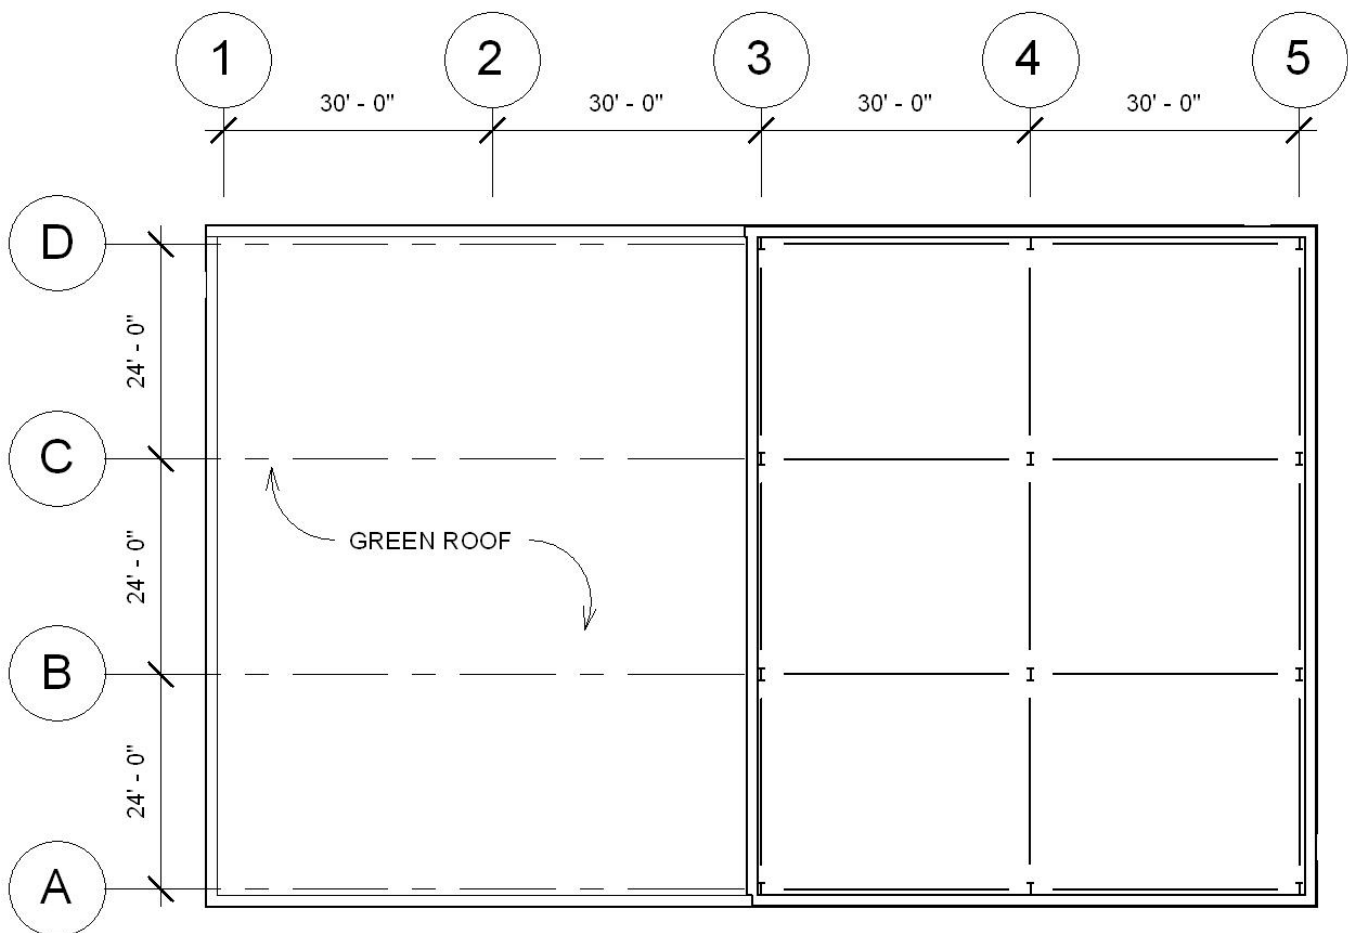 1 2 3 4 5
30' - 0" 30' - 0" 30' - 0" 30' - 0"
D
24' - 0"
C
GREEN ROOF
24' - 0"
B
24' - 0"
A